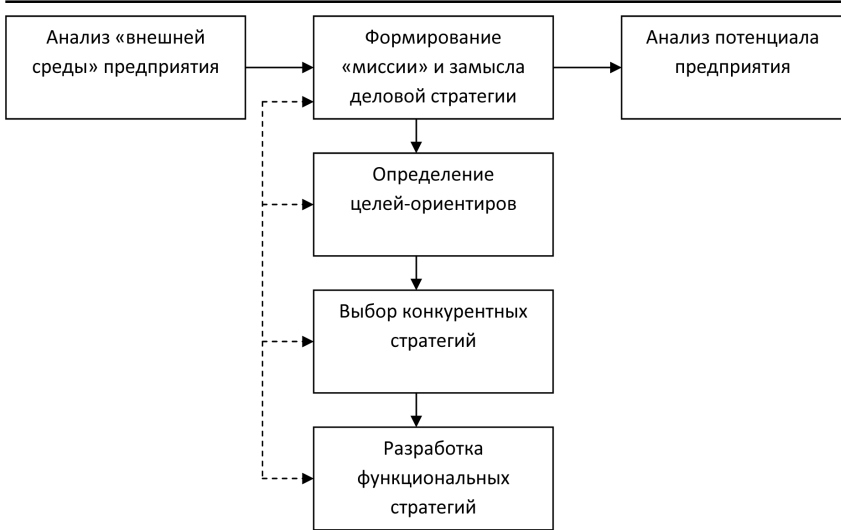 Анализ «внешней
среды» предприятия
Формирование
«миссии» и замысла
деловой стратегии
Анализ потенциала
предприятия
Определение
целей-ориентиров
Выбор конкурентных
стратегий
Разработка
функциональных
стратегий